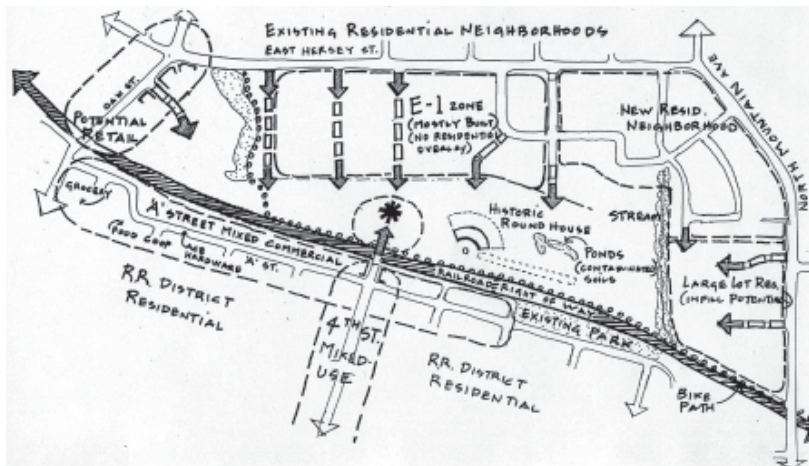 EXISTING RESIDENTIAL NEIGHBORHOODS
EAST HERSEY ST.
OAK ST.
POTENTIAL
RETAIL
E-1 ZONE
(MOSTLY BUILT)
(NO RESIDENTIAL
OVERLAY)
NEW RESID.
NEIGHBORHOOD
NORTH MOUNTAIN AVE
GROCERY
'A' STREET MIXED COMMERCIAL
FOOD COOP
ACE
HARDWARE
'A' ST.
HISTORIC
ROUND HOUSE
STREAM
PONDS
(CONTAMINATED
SOILS
R.R. DISTRICT
RESIDENTIAL
RAILROAD RIGHT OF WAY
LARGE LOT RES.
(INFILL POTENTIAL)
EXISTING PARK
4TH ST.
MIXED-
USE
R.R. DISTRICT
RESIDENTIAL
BIKE
PATH